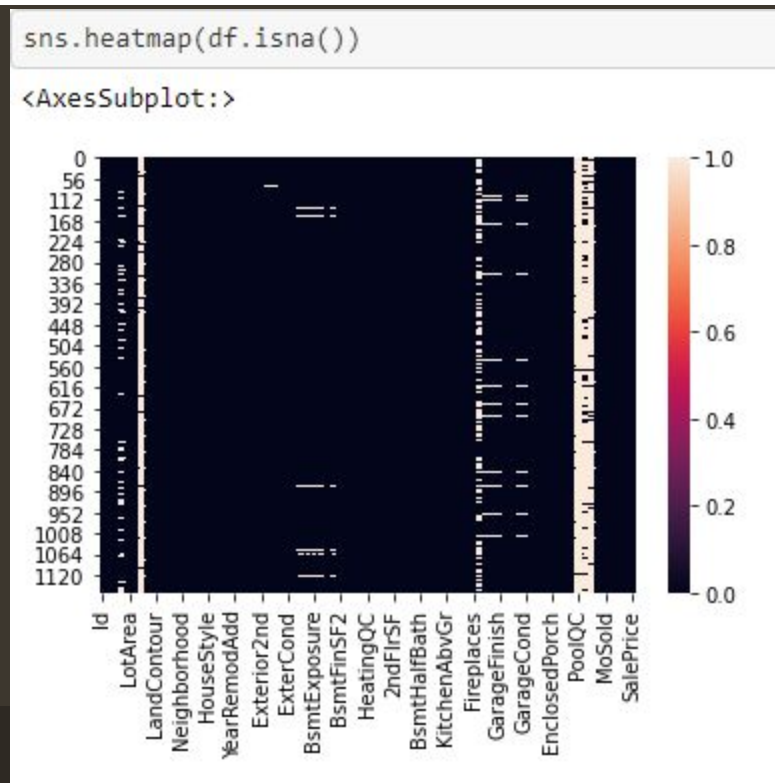 sns.heatmap(df.isna())
<AxesSubplot:>
0
56
112
168
224
280
336
392
448
504
560
616
672
728
784
840
896
952
1008
1064
1120
1.0
0.8
0.6
0.4
0.2
0.0
Id
LotArea
LandContour
Neighborhood
HouseStyle
YearRemodAdd
Exterior2nd
ExterCond
BsmtExposure
BsmtFinSF2
HeatingQC
2ndFlrSF
BsmtHalfBath
KitchenAbvGr
Fireplaces
GarageFinish
GarageCond
EnclosedPorch
PoolQC
MoSold
SalePrice